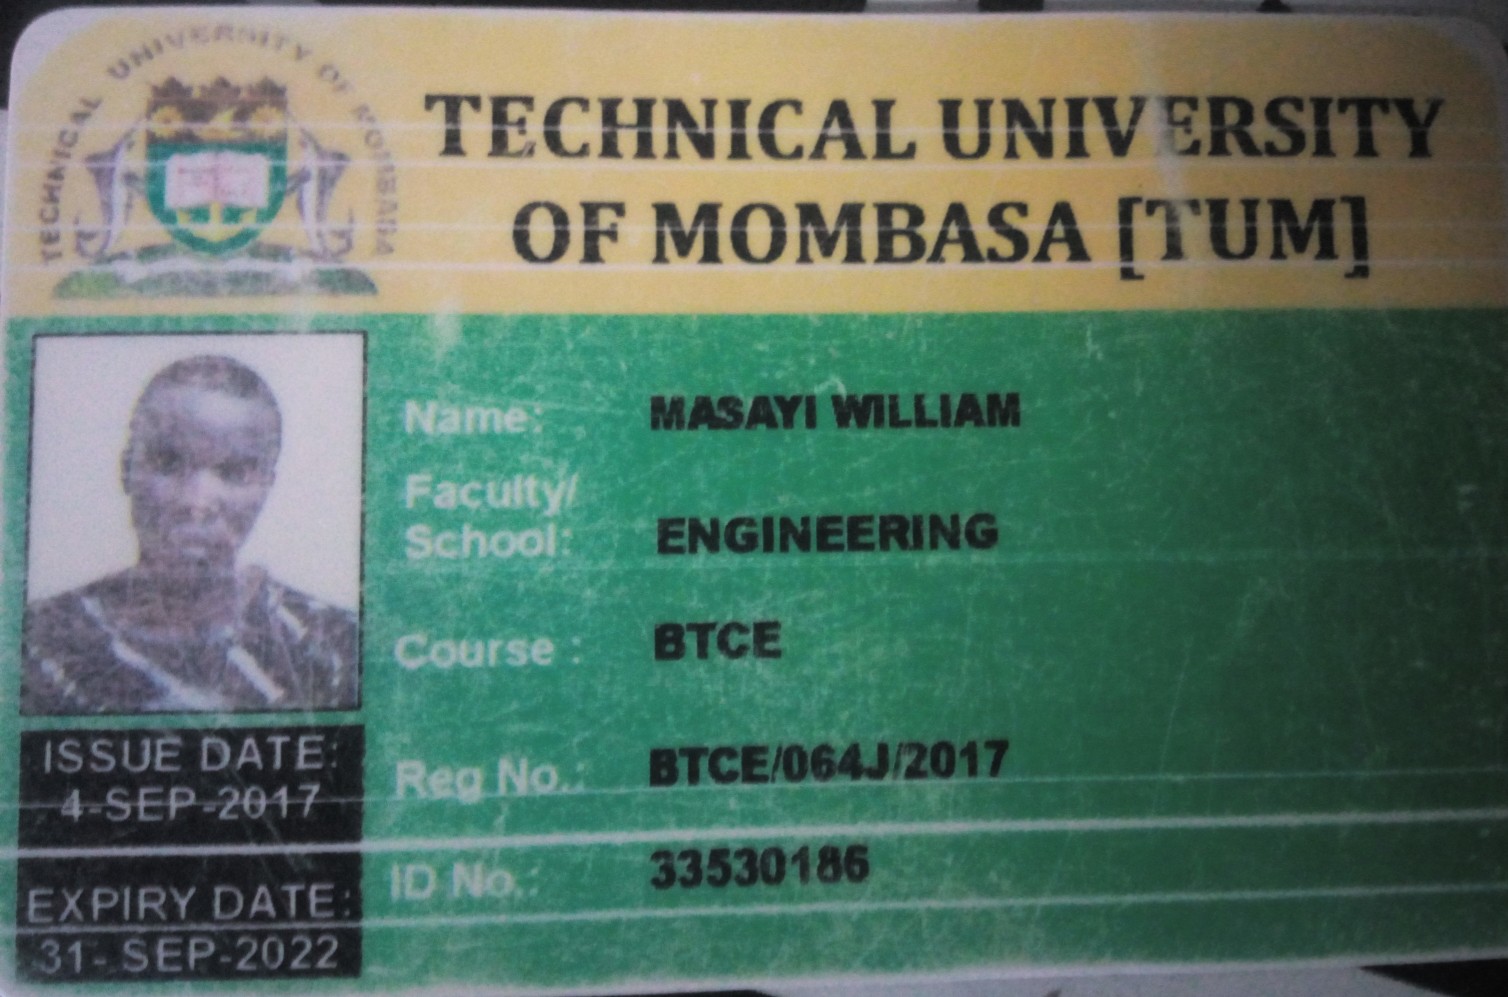 TECHNICAL UNIVERSITY OF MOMBASA
TECHNICAL UNIVERSITY
OF MOMBASA [TUM]
Name: MASAYI WILLIAM
Faculty/
School: ENGINEERING
Course : BTCE
Reg No.: BTCE/064J/2017
ID No.: 33530186
ISSUE DATE:
4-SEP-2017
EXPIRY DATE:
31- SEP-2022